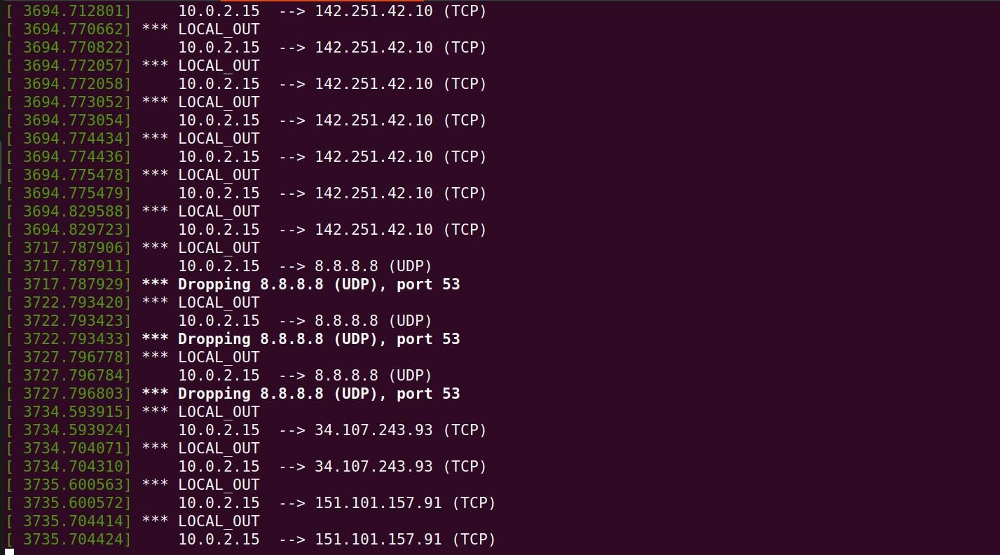 [ 3694.712801]     10.0.2.15  --> 142.251.42.10 (TCP)
[ 3694.770662] *** LOCAL_OUT
[ 3694.770822]     10.0.2.15  --> 142.251.42.10 (TCP)
[ 3694.772057] *** LOCAL_OUT
[ 3694.772058]     10.0.2.15  --> 142.251.42.10 (TCP)
[ 3694.773052] *** LOCAL_OUT
[ 3694.773054]     10.0.2.15  --> 142.251.42.10 (TCP)
[ 3694.774434] *** LOCAL_OUT
[ 3694.774436]     10.0.2.15  --> 142.251.42.10 (TCP)
[ 3694.775478] *** LOCAL_OUT
[ 3694.775479]     10.0.2.15  --> 142.251.42.10 (TCP)
[ 3694.829588] *** LOCAL_OUT
[ 3694.829723]     10.0.2.15  --> 142.251.42.10 (TCP)
[ 3717.787906] *** LOCAL_OUT
[ 3717.787911]     10.0.2.15  --> 8.8.8.8 (UDP)
[ 3717.787929] *** Dropping 8.8.8.8 (UDP), port 53
[ 3722.793420] *** LOCAL_OUT
[ 3722.793423]     10.0.2.15  --> 8.8.8.8 (UDP)
[ 3722.793433] *** Dropping 8.8.8.8 (UDP), port 53
[ 3727.796778] *** LOCAL_OUT
[ 3727.796784]     10.0.2.15  --> 8.8.8.8 (UDP)
[ 3727.796803] *** Dropping 8.8.8.8 (UDP), port 53
[ 3734.593915] *** LOCAL_OUT
[ 3734.593924]     10.0.2.15  --> 34.107.243.93 (TCP)
[ 3734.704071] *** LOCAL_OUT
[ 3734.704310]     10.0.2.15  --> 34.107.243.93 (TCP)
[ 3735.600563] *** LOCAL_OUT
[ 3735.600572]     10.0.2.15  --> 151.101.157.91 (TCP)
[ 3735.704414] *** LOCAL_OUT
[ 3735.704424]     10.0.2.15  --> 151.101.157.91 (TCP)